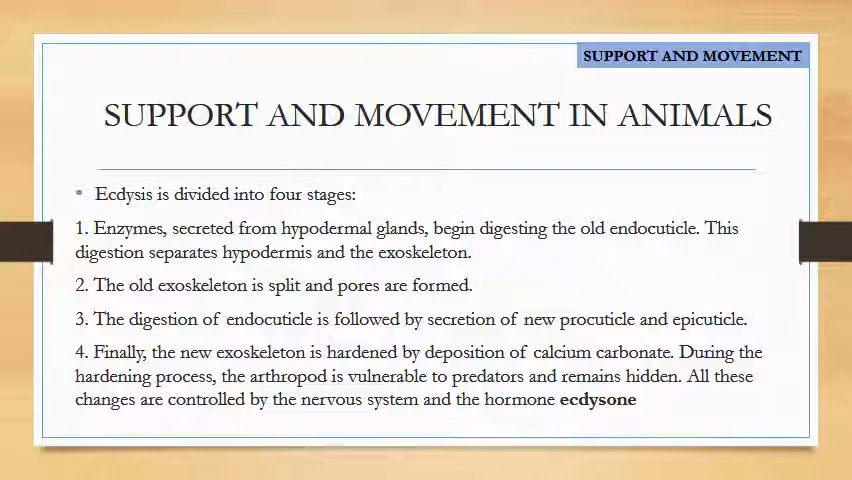 SUPPORT AND MOVEMENT
SUPPORT AND MOVEMENT IN ANIMALS
• Ecdysis is divided into four stages:
1. Enzymes, secreted from hypodermal glands, begin digesting the old endocuticle. This
digestion separates hypodermis and the exoskeleton.
2. The old exoskeleton is split and pores are formed.
3. The digestion of endocuticle is followed by secretion of new procuticle and epicuticle.
4. Finally, the new exoskeleton is hardened by deposition of calcium carbonate. During the
hardening process, the arthropod is vulnerable to predators and remains hidden. All these
changes are controlled by the nervous system and the hormone ecdysone